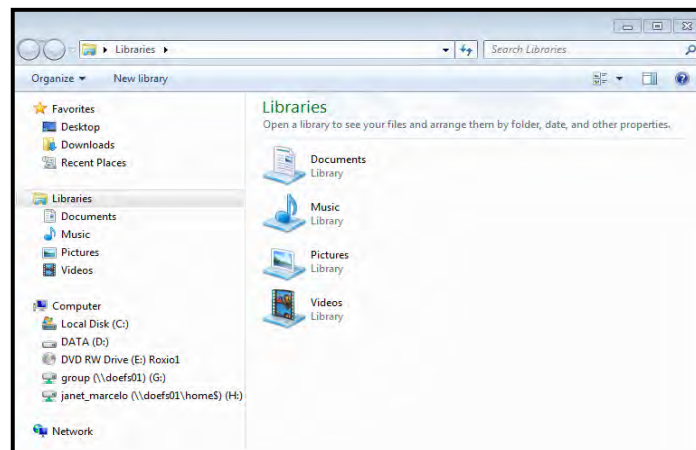 Libraries
Search Libraries
Organize New library
Favorites
Desktop
Downloads
Recent Places
Libraries
Documents
Music
Pictures
Videos
Computer
Local Disk (C:)
DATA (D:)
DVD RW Drive (E:) Roxio1
group (\\doefs01) (G:)
janet_marcelo (\\doefs01\home$) (H:)
Network
Libraries
Open a library to see your files and arrange them by folder, date, and other properties.
Documents
Library
Music
Library
Pictures
Library
Videos
Library